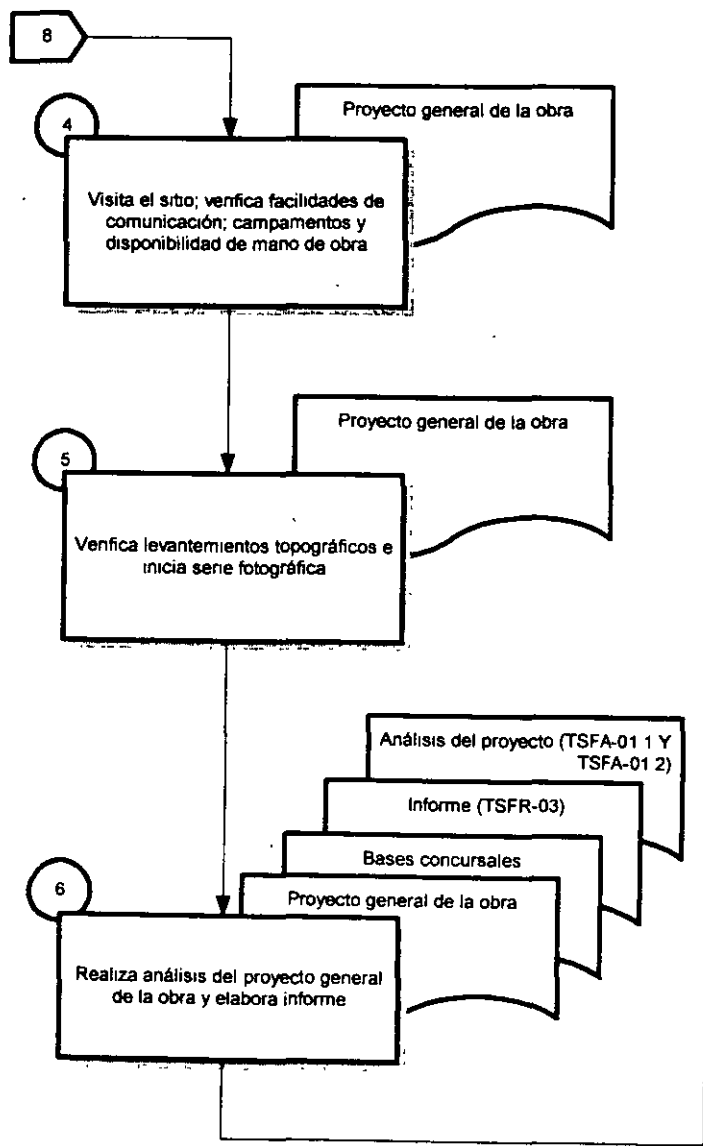 8
4
Proyecto general de la obra
Visita el sitio; verifica facilidades de
comunicación; campamentos y
disponibilidad de mano de obra
5
Proyecto general de la obra
Verifica levantemientos topográficos e
inicia serie fotográfica
Análisis del proyecto (TSFA-01 1 Y
TSFA-01 2)
Informe (TSFR-03)
Bases concursales
Proyecto general de la obra
6
Realiza análisis del proyecto general
de la obra y elabora informe